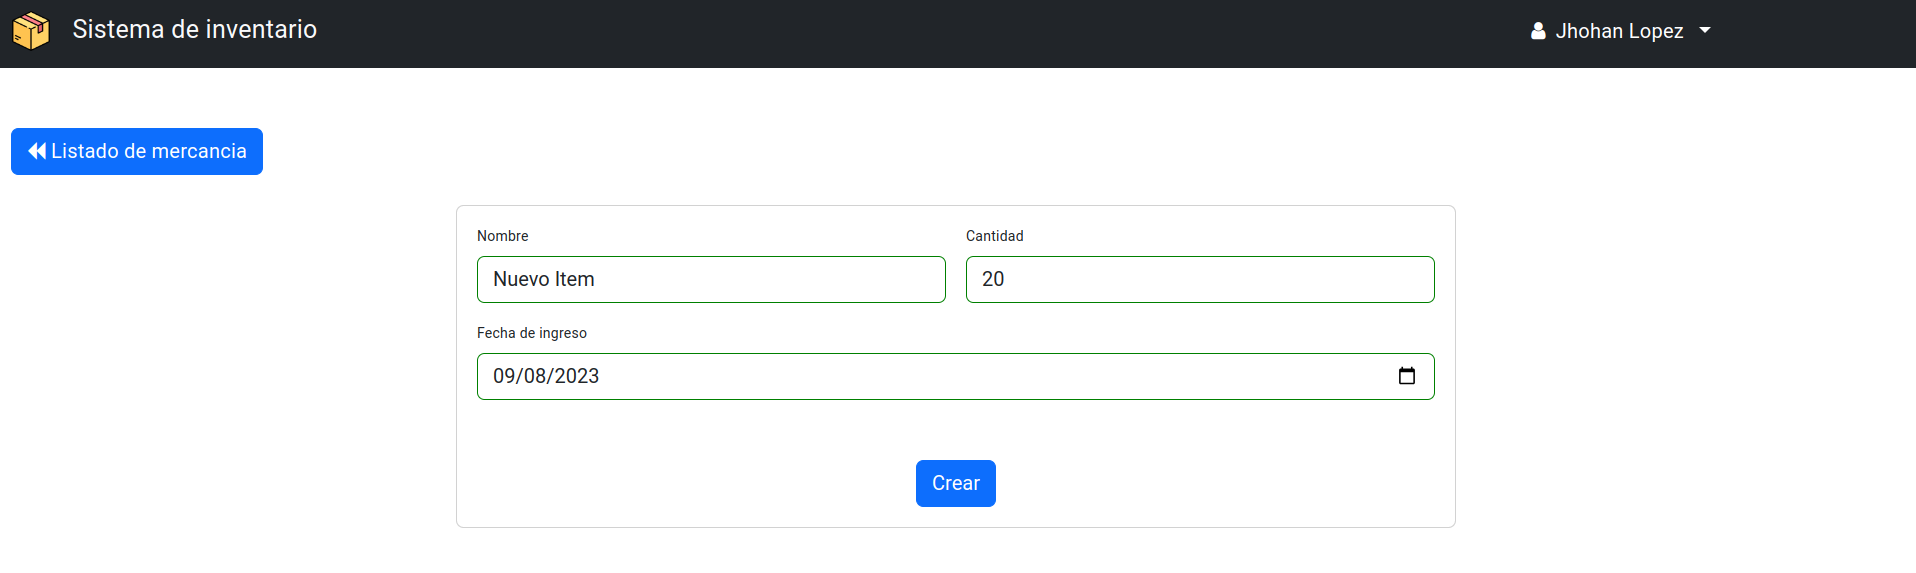 Sistema de inventario
Jhohan Lopez
Listado de mercancia
Nombre
Cantidad
Nuevo Item
20
Fecha de ingreso
09/08/2023
Crear